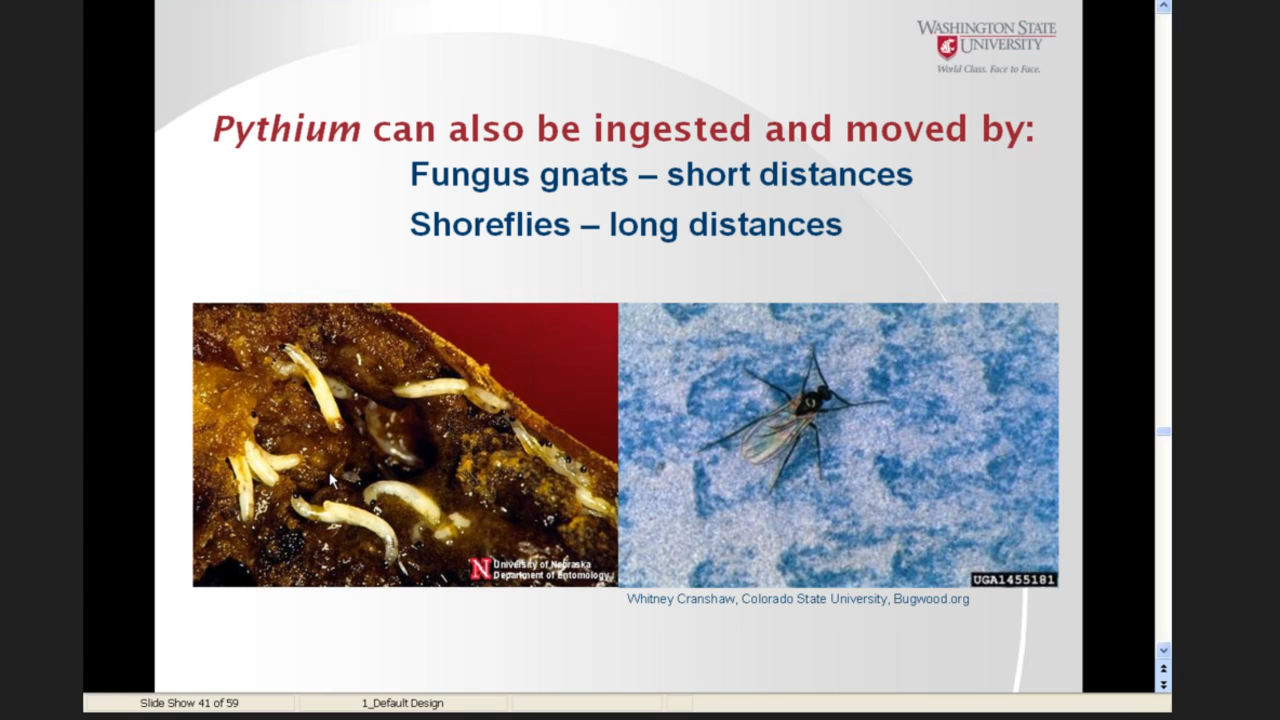 WASHINGTON STATE
UNIVERSITY
World Class. Face to Face.
Pythium can also be ingested and moved by:
Fungus gnats – short distances
Shoreflies – long distances
N University of Nebraska
Department of Entomology
UGA1455181
Whitney Cranshaw, Colorado State University, Bugwood.org
Slide Show 41 of 59
1_Default Design